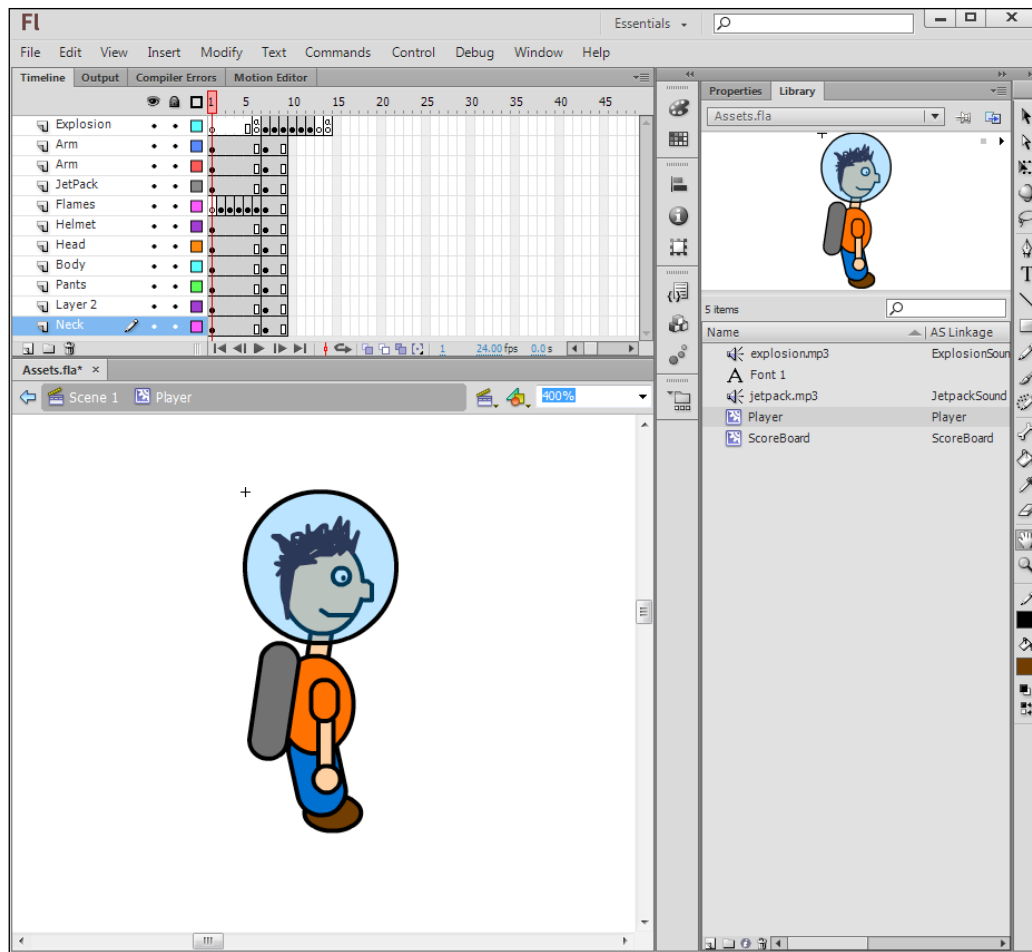 Fl
Essentials
File Edit View Insert Modify Text Commands Control Debug Window Help
Timeline Output Compiler Errors Motion Editor
1 5 10 15 20 25 30 35 40 45
Explosion
Arm
Arm
JetPack
Flames
Helmet
Head
Body
Pants
Layer 2
Neck
1 24.00 fps 0.0 s
Assets.fla* ×
Scene 1 Player
400%
Properties Library
Assets.fla
5 items
Name AS Linkage
explosion.mp3 ExplosionSoun
Font 1
jetpack.mp3 JetpackSound
Player Player
ScoreBoard ScoreBoard